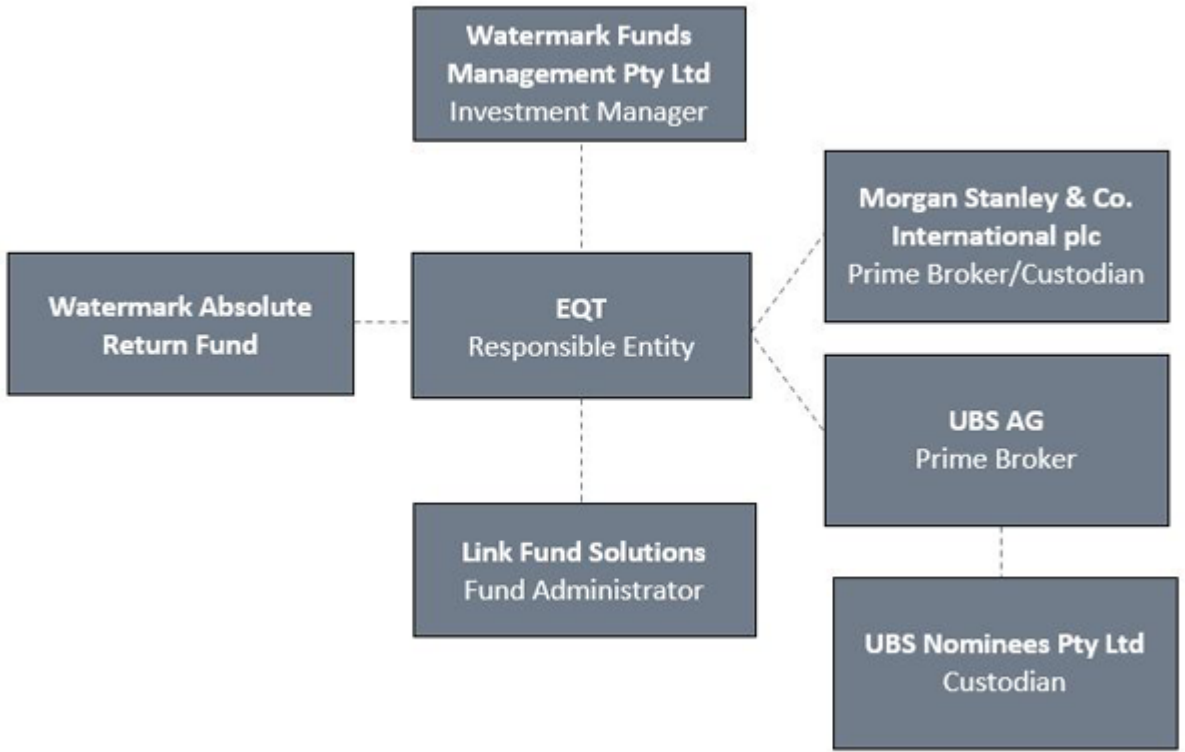 Watermark Funds
Management Pty Ltd
Investment Manager
Morgan Stanley & Co.
International plc
Prime Broker/Custodian
Watermark Absolute
Return Fund
EQT
Responsible Entity
UBS AG
Prime Broker
Link Fund Solutions
Fund Administrator
UBS Nominees Pty Ltd
Custodian